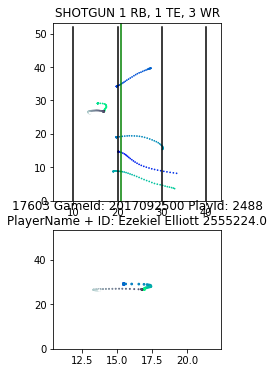 SHOTGUN 1 RB, 1 TE, 3 WR
50
40
30
20
10
0
10 20 30 40
17603 GameId: 2017092500 PlayId: 2488
PlayerName + ID: Ezekiel Elliott 2555224.0
40
20
0
12.5 15.0 17.5 20.0